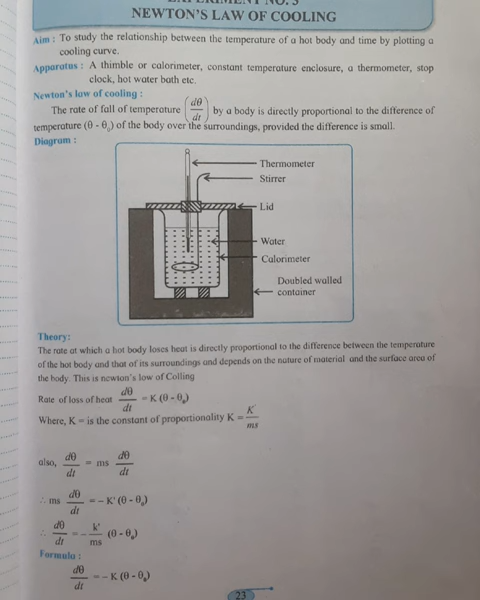 NEWTON'S LAW OF COOLING
Aim : To study the relationship between the temperature of a hot body and time by plotting a
cooling curve.
Apparatus : A thimble or calorimeter, constant temperature enclosure, a thermometer, stop
clock, hot water bath etc.
Newton's law of cooling :
The rate of fall of temperature (dθ/dt) by a body is directly proportional to the difference of
temperature (θ - θ₀) of the body over the surroundings, provided the difference is small.
Diagram :
Thermometer
Stirrer
Lid
Water
Calorimeter
Doubled walled
container
Theory:
The rate at which a hot body loses heat is directly proportional to the difference between the temperature
of the hot body and that of its surroundings and depends on the nature of material and the surface area of
the body. This is newton's law of Colling
Rate of loss of heat dθ/dt = K (θ - θ₀)
Where, K = is the constant of proportionality K = K'/ms
also, dθ/dt = ms dθ/dt
∴ ms dθ/dt = - K' (θ - θ₀)
∴ dθ/dt = - k'/ms (θ - θ₀)
Formula :
dθ/dt = - K (θ - θ₀)
23